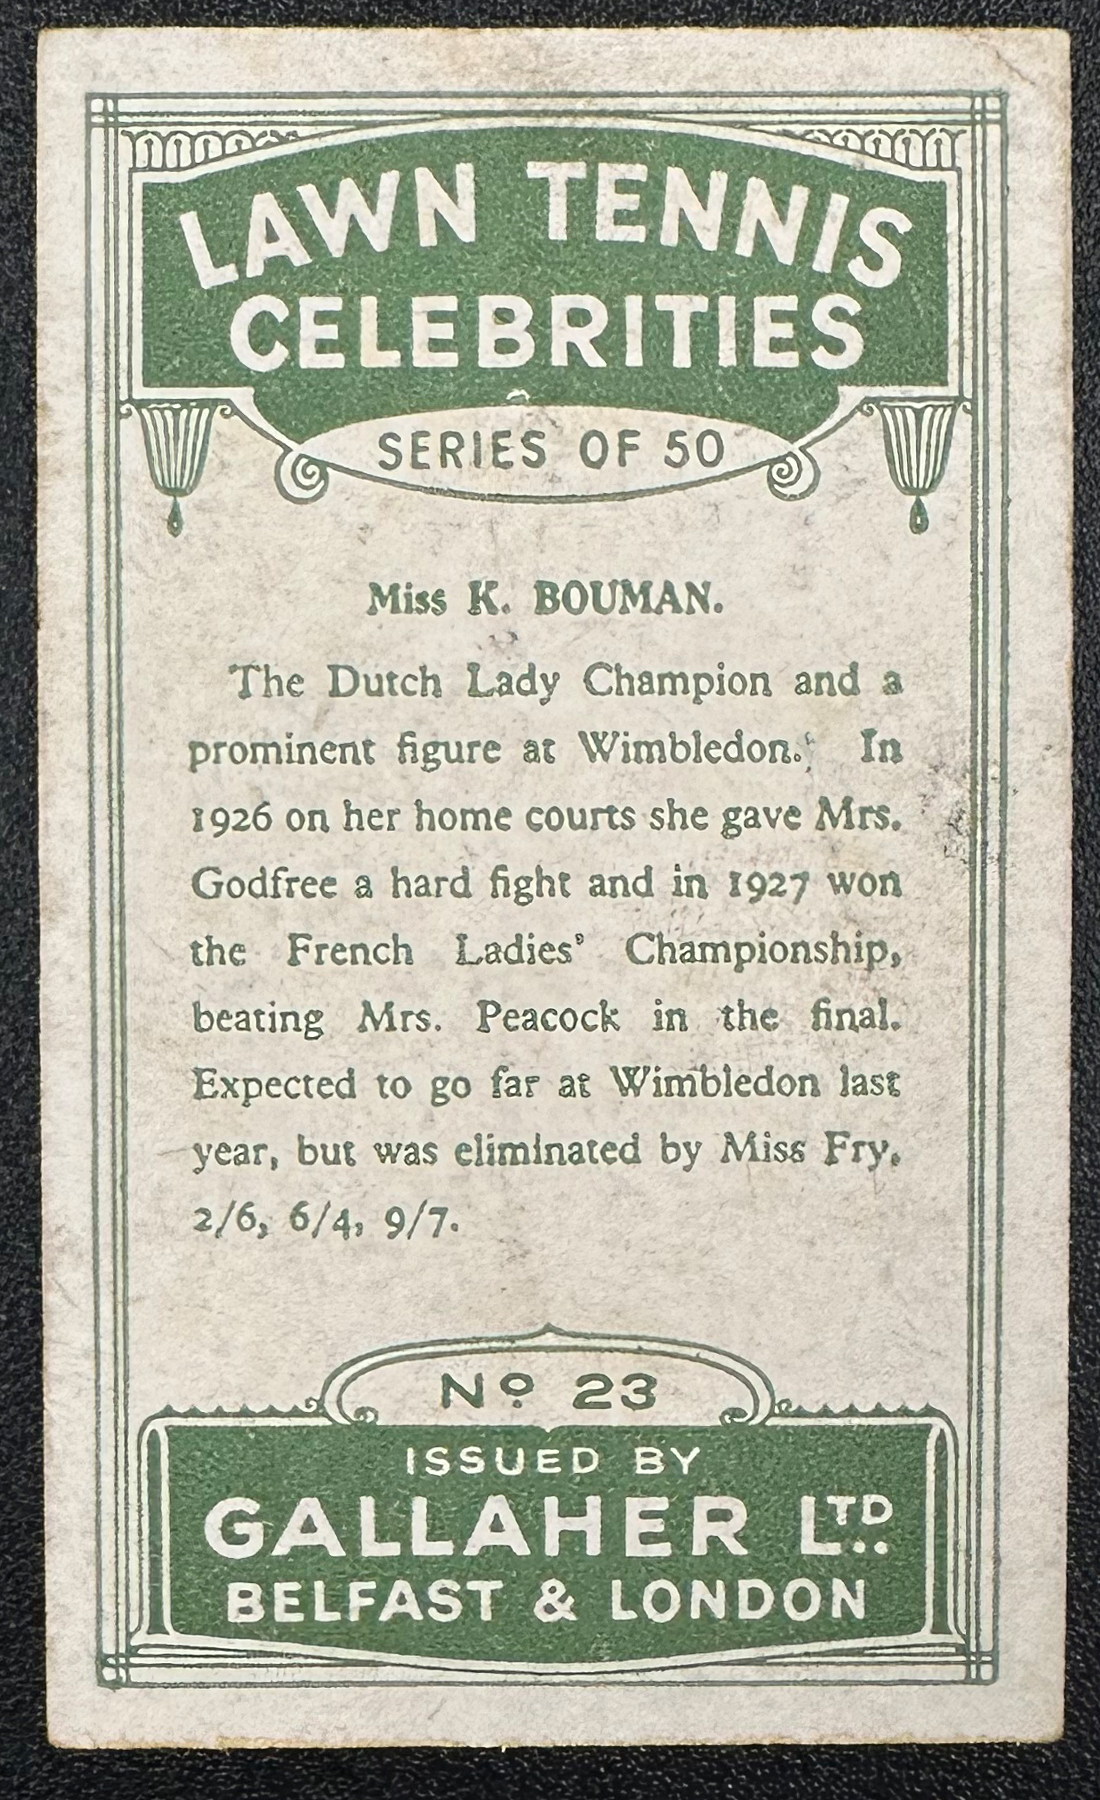 LAWN TENNIS
CELEBRITIES
SERIES OF 50
Miss K. BOUMAN.
The Dutch Lady Champion and a
prominent figure at Wimbledon. In
1926 on her home courts she gave Mrs.
Godfree a hard fight and in 1927 won
the French Ladies' Championship,
beating Mrs. Peacock in the final.
Expected to go far at Wimbledon last
year, but was eliminated by Miss Fry,
2/6, 6/4, 9/7.
Nº 23
ISSUED BY
GALLAHER LTD..
BELFAST & LONDON